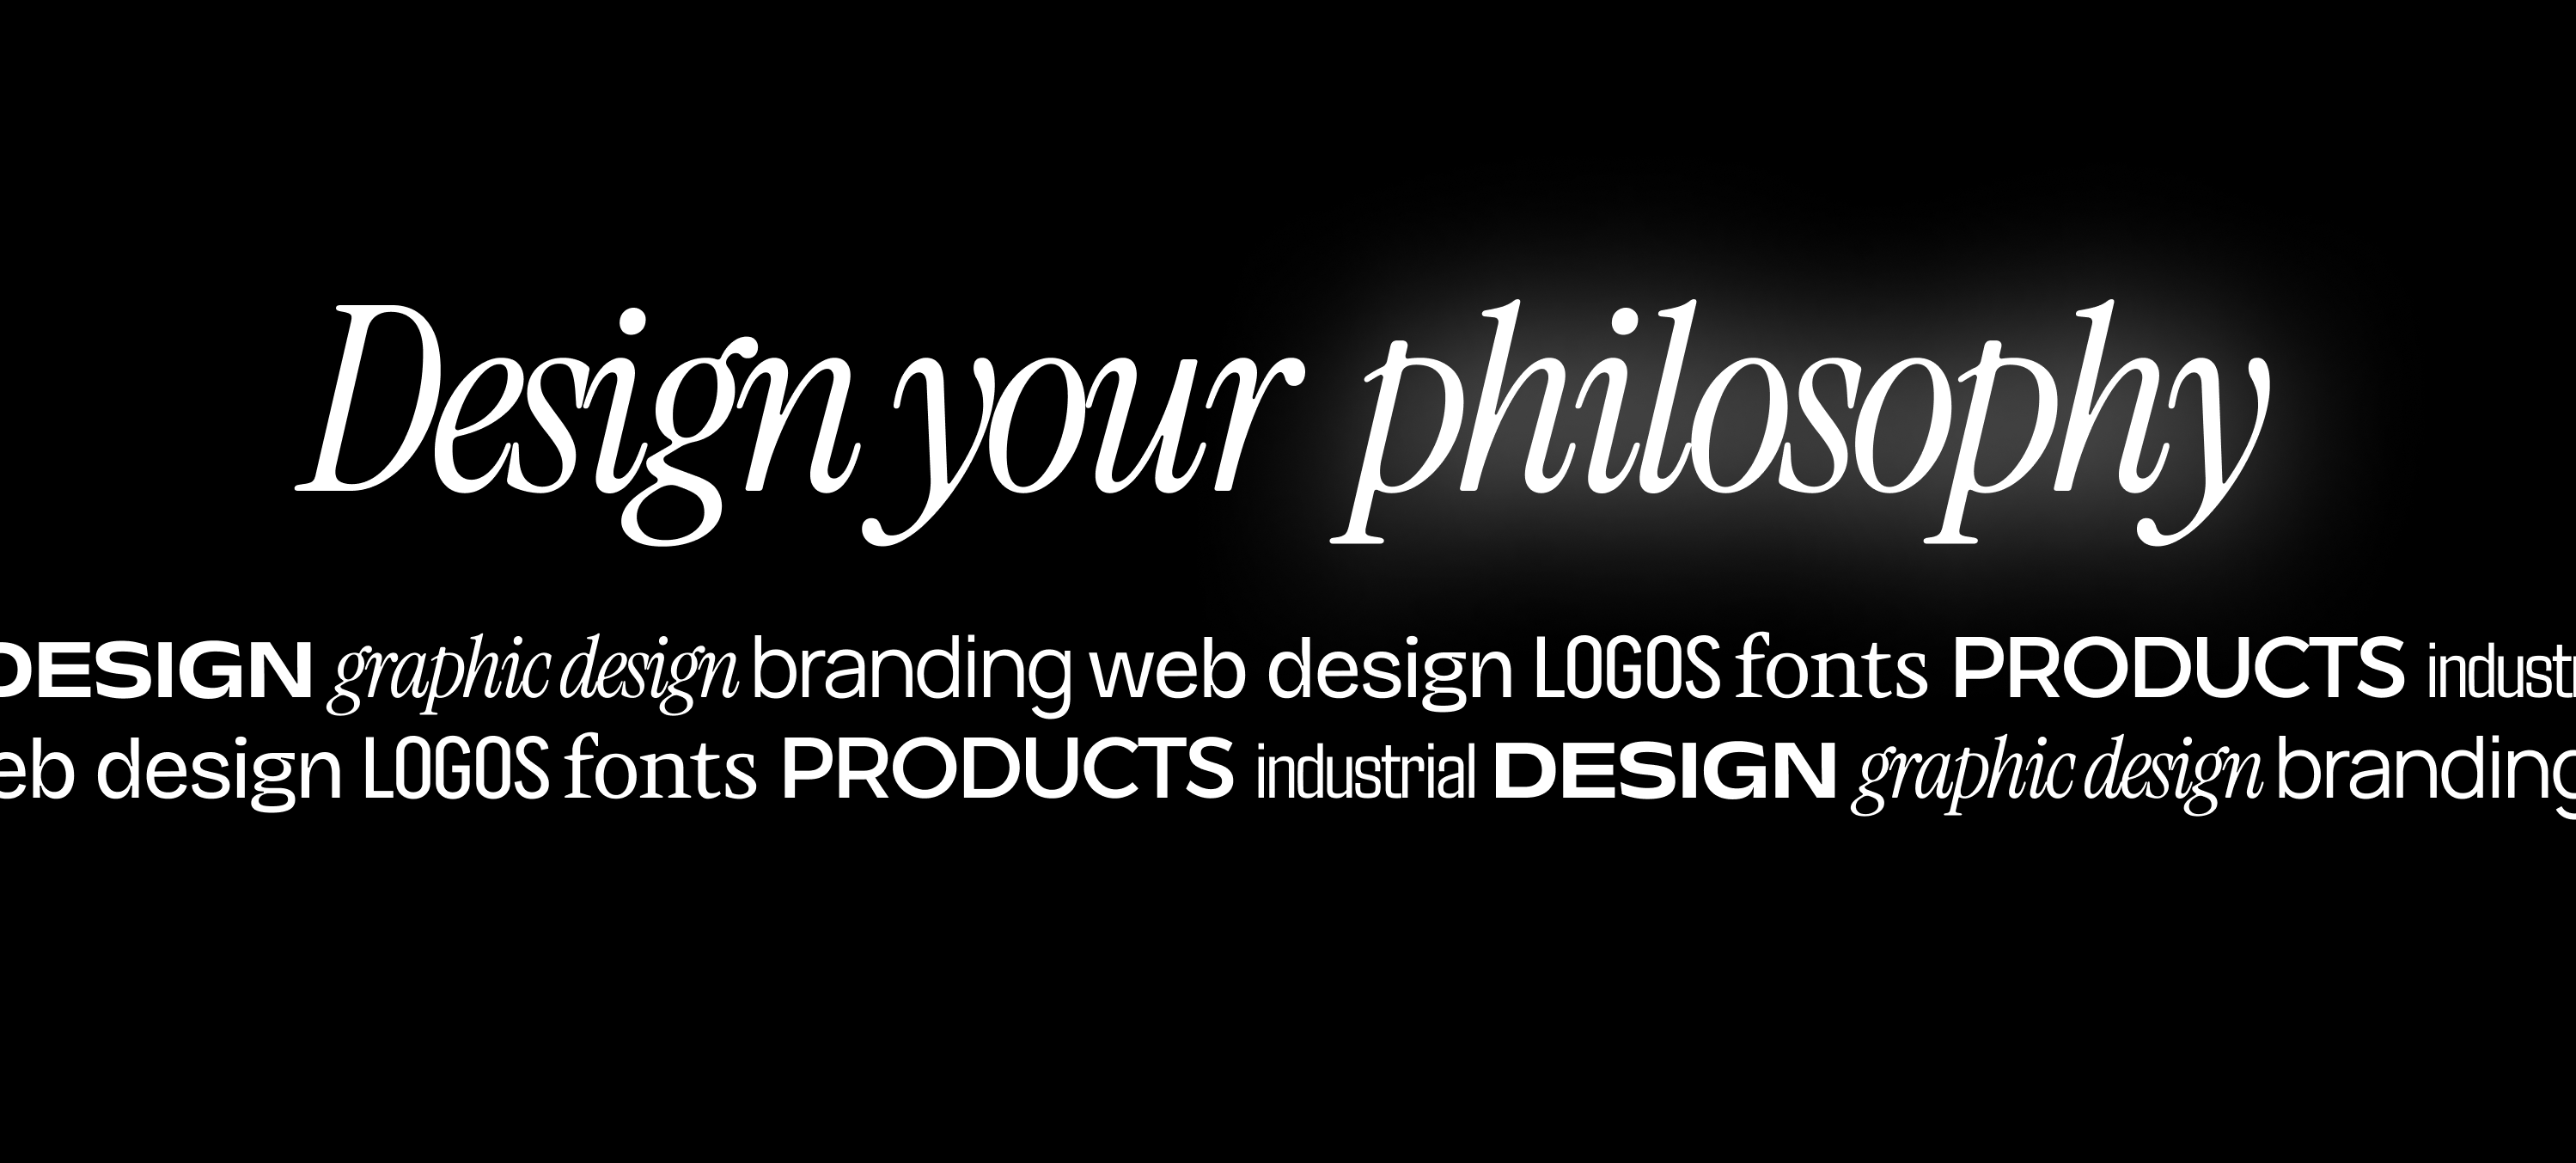 Design your philosophy
DESIGN graphic design branding web design LOGOS fonts PRODUCTS industr
eb design LOGOS fonts PRODUCTS industrial DESIGN graphic design branding